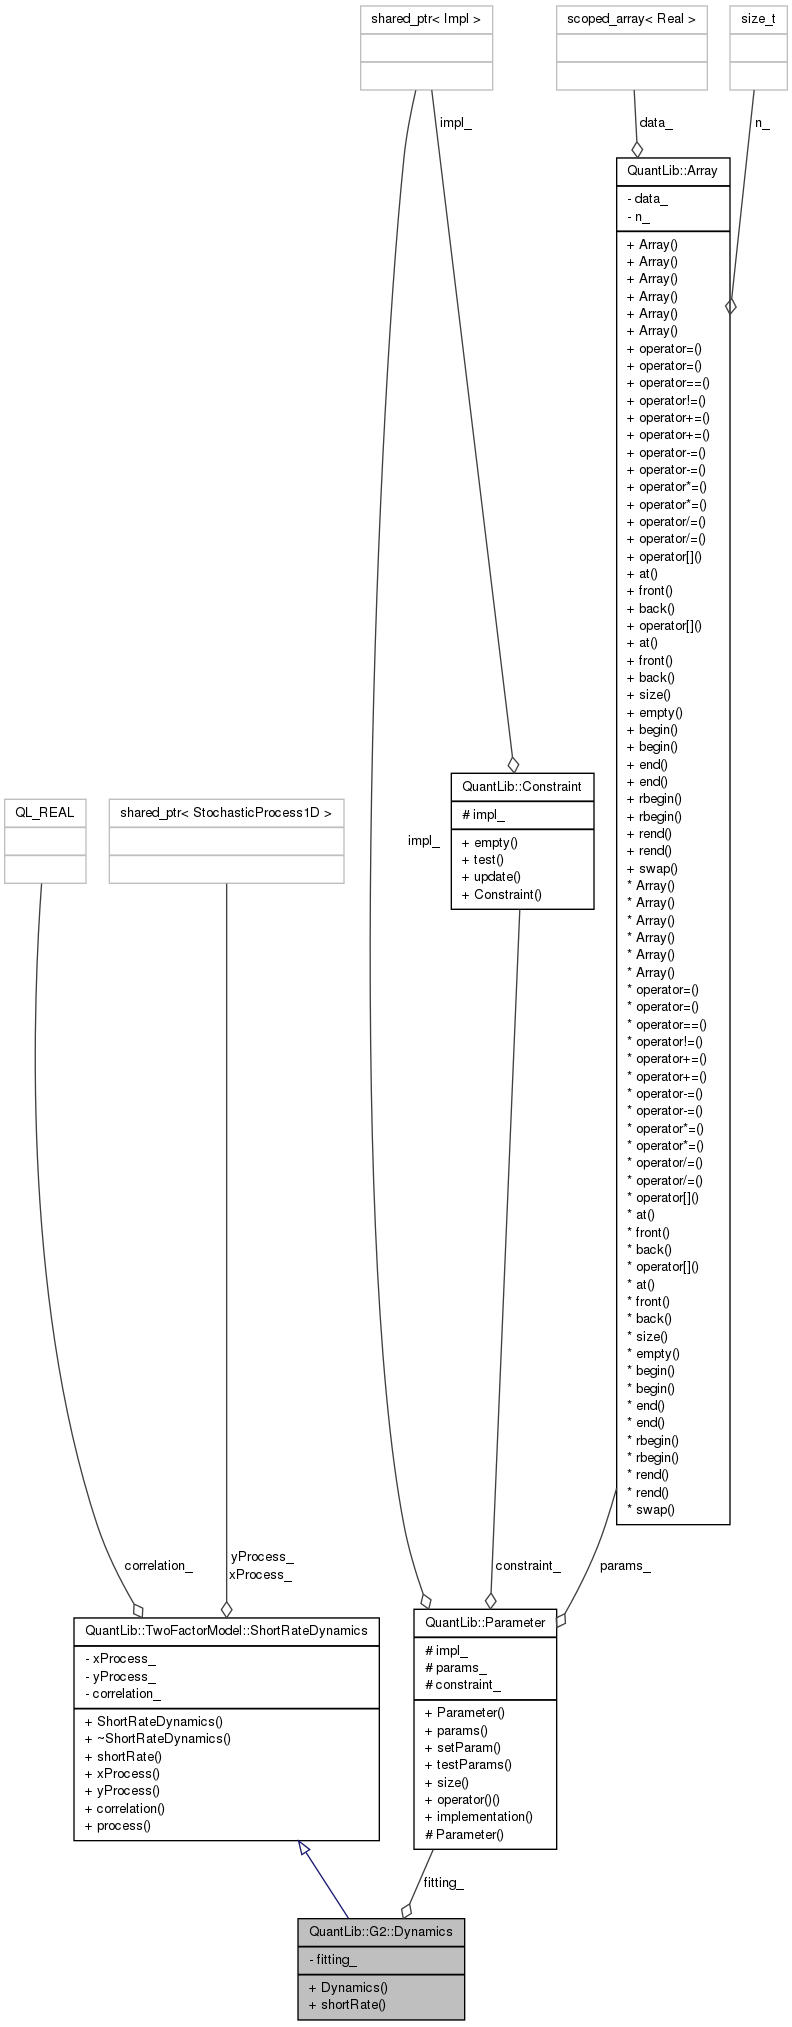 shared_ptr< Impl >
scoped_array< Real >
size_t
impl_
data_
n_
QuantLib::Array
- data_
- n_
+ Array()
+ Array()
+ Array()
+ Array()
+ Array()
+ Array()
+ operator=()
+ operator=()
+ operator==()
+ operator!=()
+ operator+=()
+ operator+=()
+ operator-=()
+ operator-=()
+ operator*=()
+ operator*=()
+ operator/=()
+ operator/=()
+ operator[]()
+ at()
+ front()
+ back()
+ operator[]()
+ at()
+ front()
+ back()
+ size()
+ empty()
+ begin()
+ begin()
+ end()
+ end()
+ rbegin()
+ rbegin()
+ rend()
+ rend()
+ swap()
* Array()
* Array()
* Array()
* Array()
* Array()
* Array()
* operator=()
* operator=()
* operator==()
* operator!=()
* operator+=()
* operator+=()
* operator-=()
* operator-=()
* operator*=()
* operator*=()
* operator/=()
* operator/=()
* operator[]()
* at()
* front()
* back()
* operator[]()
* at()
* front()
* back()
* size()
* empty()
* begin()
* begin()
* end()
* end()
* rbegin()
* rbegin()
* rend()
* rend()
* swap()
QuantLib::Constraint
# impl_
+ empty()
+ test()
+ update()
+ Constraint()
impl_
QL_REAL
shared_ptr< StochasticProcess1D >
correlation_
yProcess_
xProcess_
constraint_
params_
QuantLib::TwoFactorModel::ShortRateDynamics
- xProcess_
- yProcess_
- correlation_
+ ShortRateDynamics()
+ ~ShortRateDynamics()
+ shortRate()
+ xProcess()
+ yProcess()
+ correlation()
+ process()
QuantLib::Parameter
# impl_
# params_
# constraint_
+ Parameter()
+ params()
+ setParam()
+ testParams()
+ size()
+ operator()()
+ implementation()
# Parameter()
fitting_
QuantLib::G2::Dynamics
- fitting_
+ Dynamics()
+ shortRate()